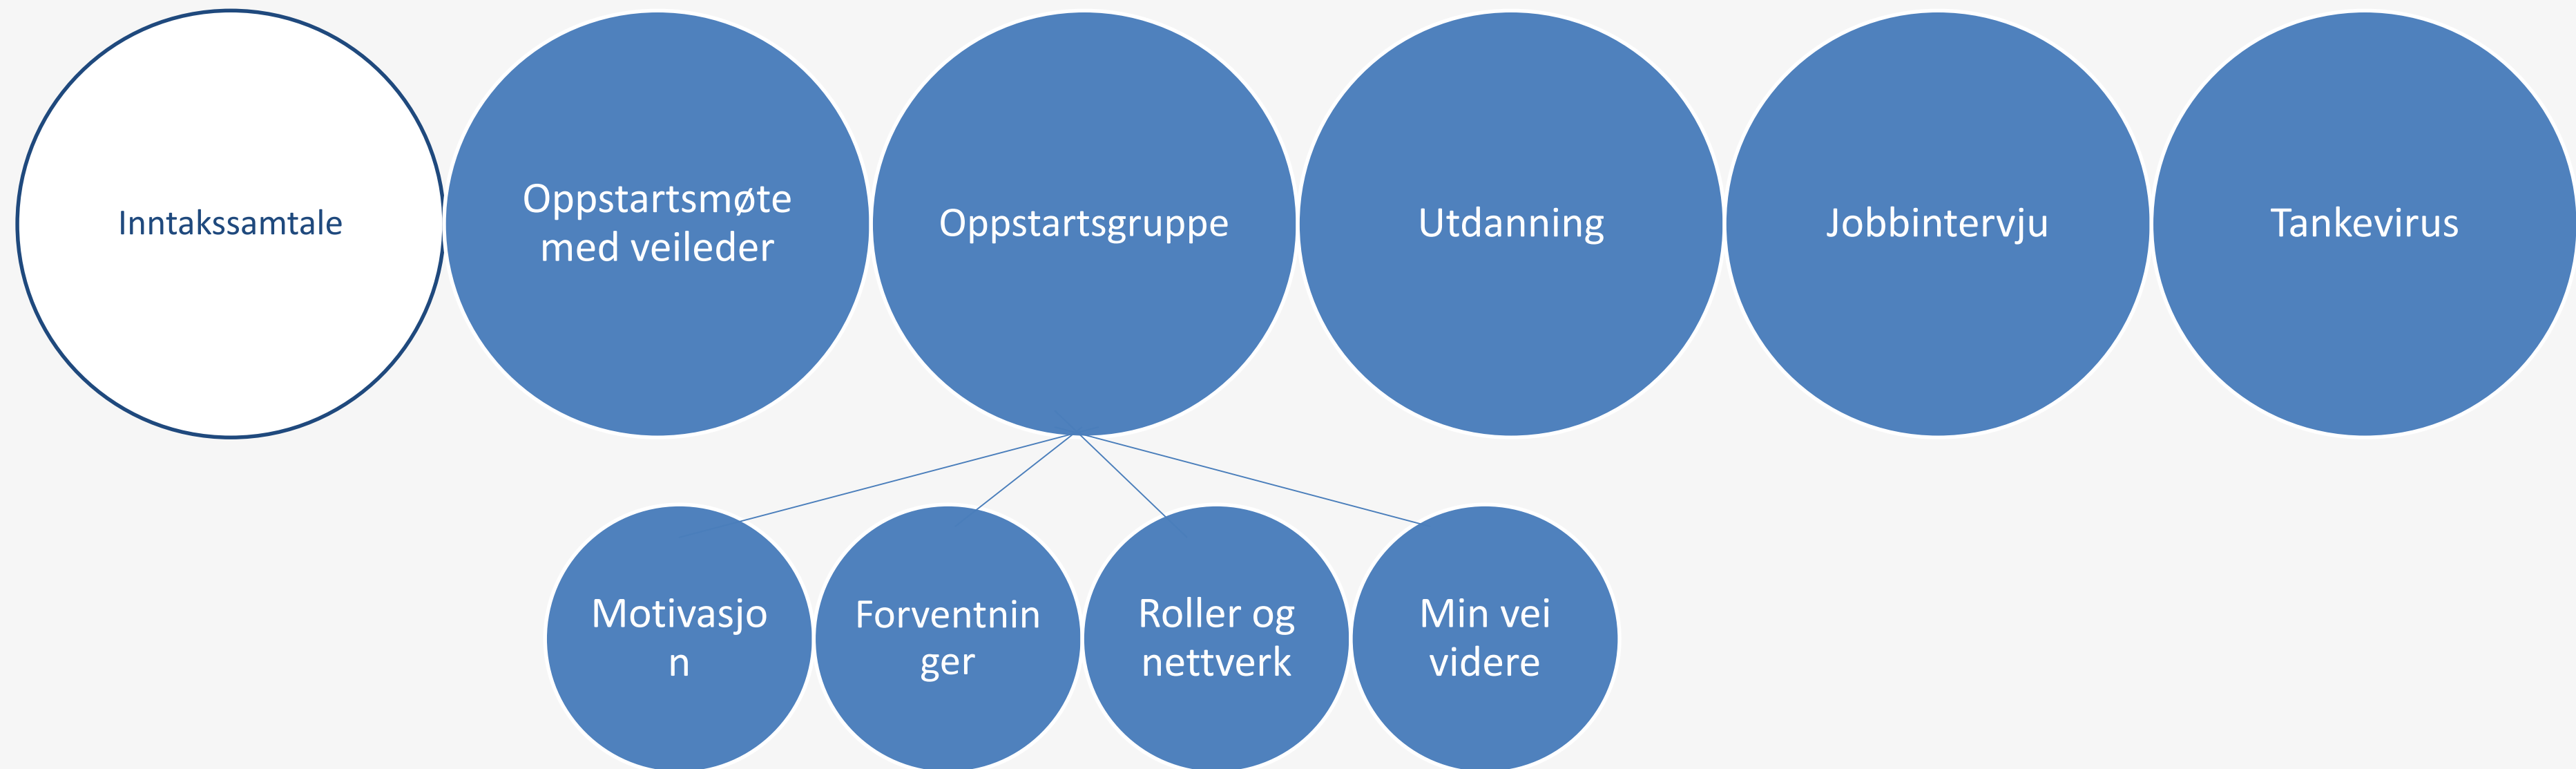 Inntakssamtale
Oppstartsmøte
med veileder
Oppstartsgruppe
Utdanning
Jobbintervju
Tankevirus
Motivasjo
n
Forventnin
ger
Roller og
nettverk
Min vei
videre